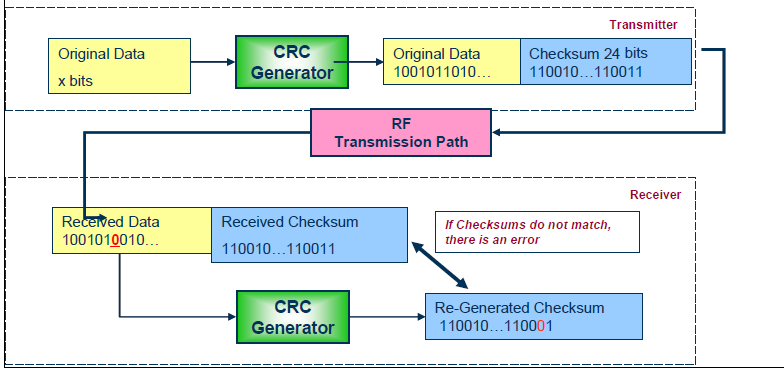 Transmitter
Original Data
x bits
CRC
Generator
Original Data
1001011010…
Checksum 24 bits
110010…110011
RF
Transmission Path
Receiver
Received Data
1001010010…
Received Checksum
110010…110011
If Checksums do not match,
there is an error
CRC
Generator
Re-Generated Checksum
110010…110001